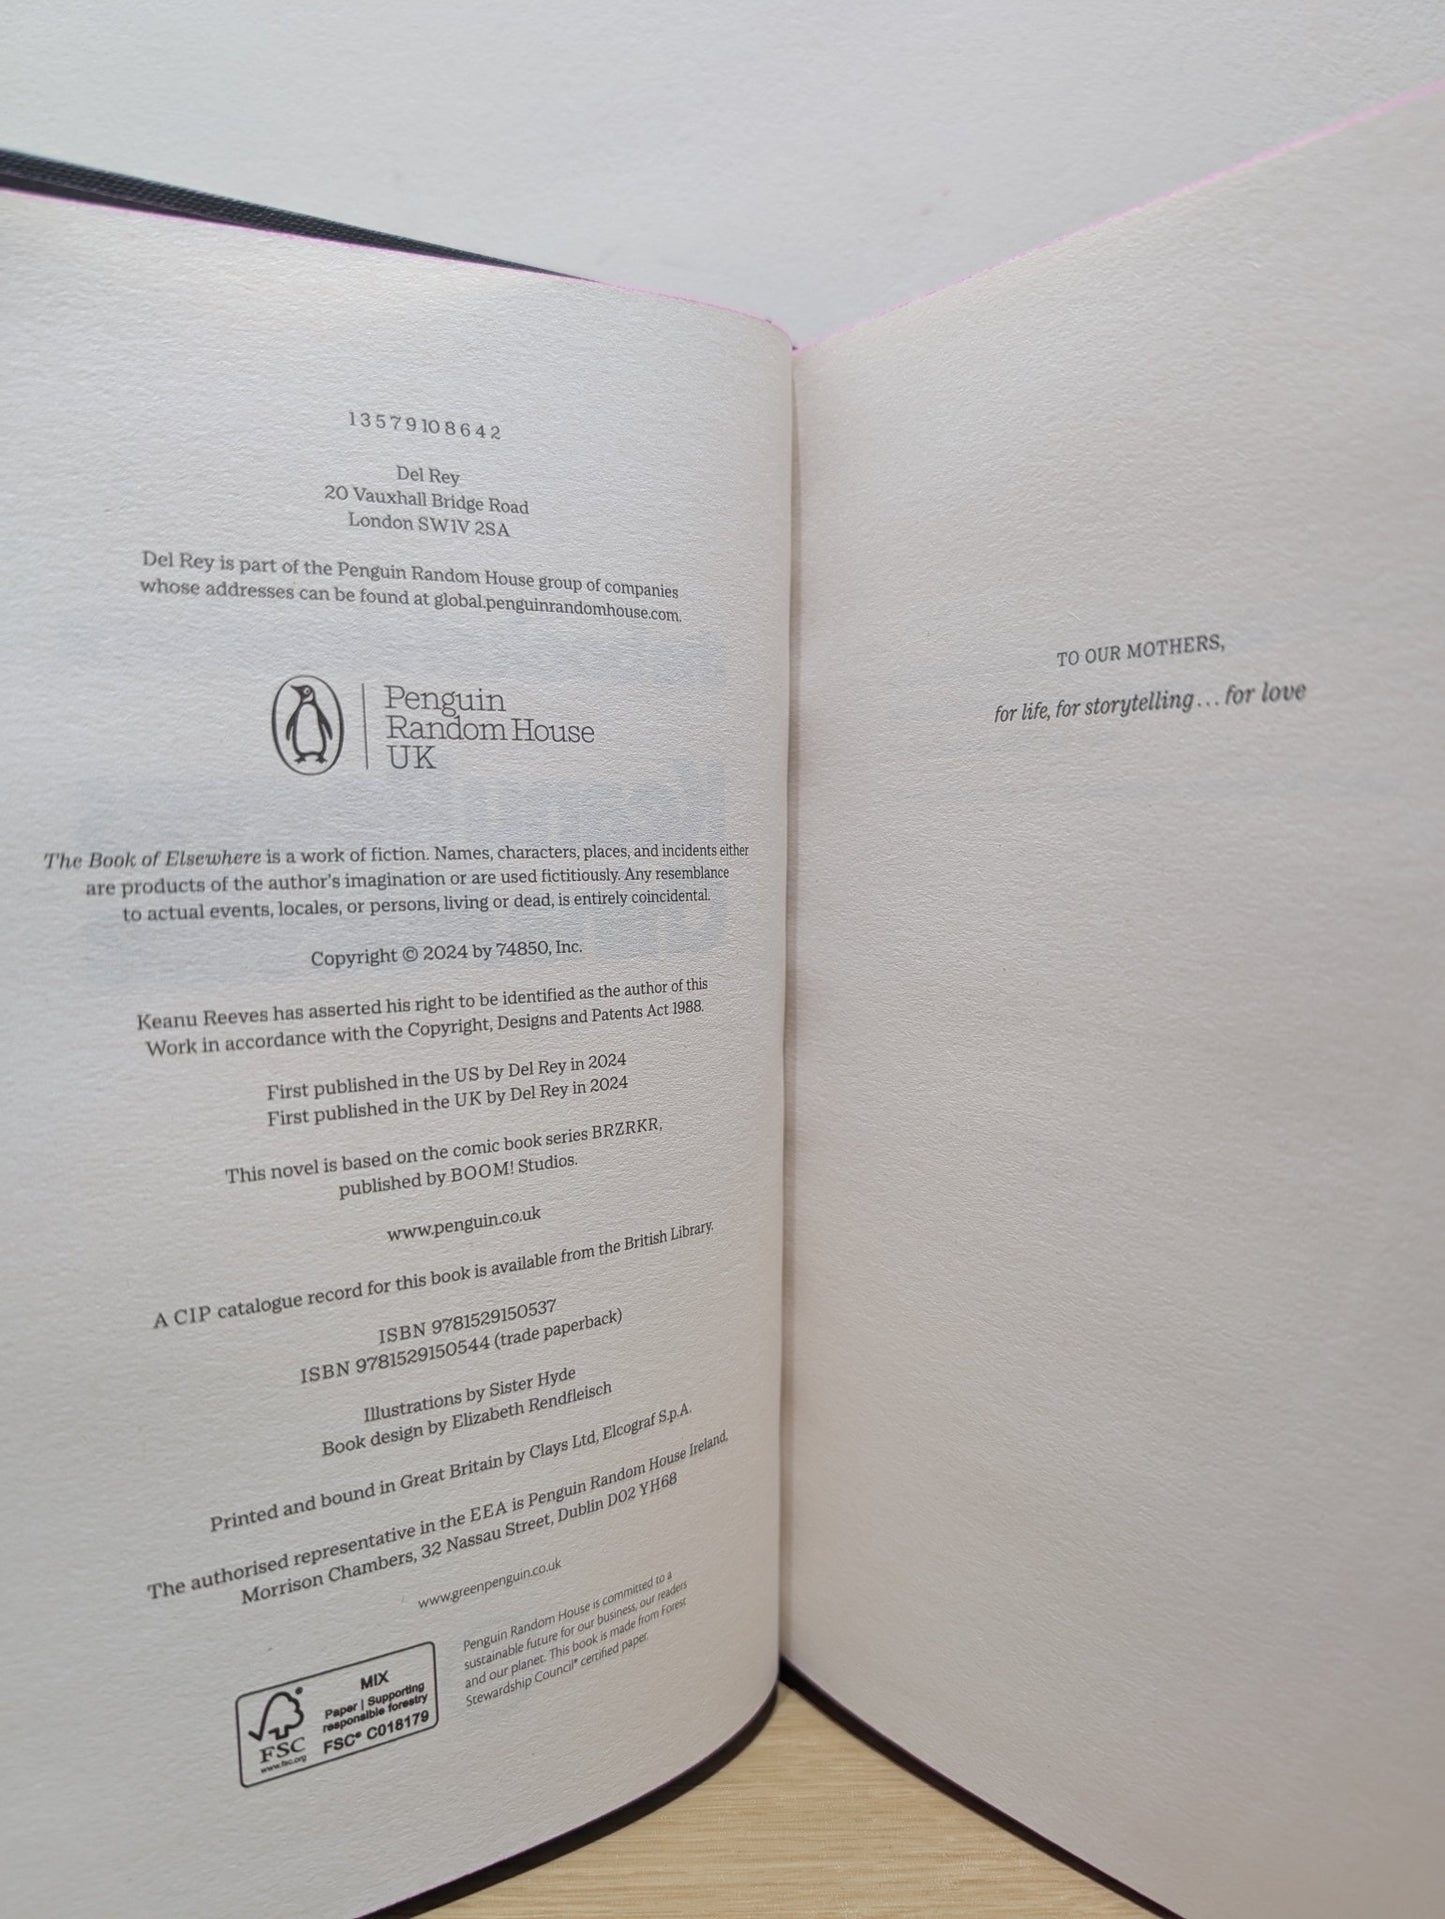 1 3 5 7 9 10 8 6 4 2
Del Rey
20 Vauxhall Bridge Road
London SW1V 2SA
Del Rey is part of the Penguin Random House group of companies
whose addresses can be found at global.penguinrandomhouse.com.
Penguin
Random House
UK
The Book of Elsewhere is a work of fiction. Names, characters, places, and incidents either
are products of the author's imagination or are used fictitiously. Any resemblance
to actual events, locales, or persons, living or dead, is entirely coincidental.
Copyright © 2024 by 74850, Inc.
Keanu Reeves has asserted his right to be identified as the author of this
Work in accordance with the Copyright, Designs and Patents Act 1988.
First published in the US by Del Rey in 2024
First published in the UK by Del Rey in 2024
This novel is based on the comic book series BRZRKR,
published by BOOM! Studios.
www.penguin.co.uk
A CIP catalogue record for this book is available from the British Library.
ISBN 9781529150537
ISBN 9781529150544 (trade paperback)
Illustrations by Sister Hyde
Book design by Elizabeth Rendfleisch
Printed and bound in Great Britain by Clays Ltd, Elcograf S.p.A.
The authorised representative in the EEA is Penguin Random House Ireland,
Morrison Chambers, 32 Nassau Street, Dublin D02 YH68
www.greenpenguin.co.uk
Penguin Random House is committed to a
sustainable future for our business, our readers
and our planet. This book is made from Forest
Stewardship Council® certified paper.
MIX
Paper | Supporting
responsible forestry
FSC® C018179
FSC
www.fsc.org
TO OUR MOTHERS,
for life, for storytelling . . . for love